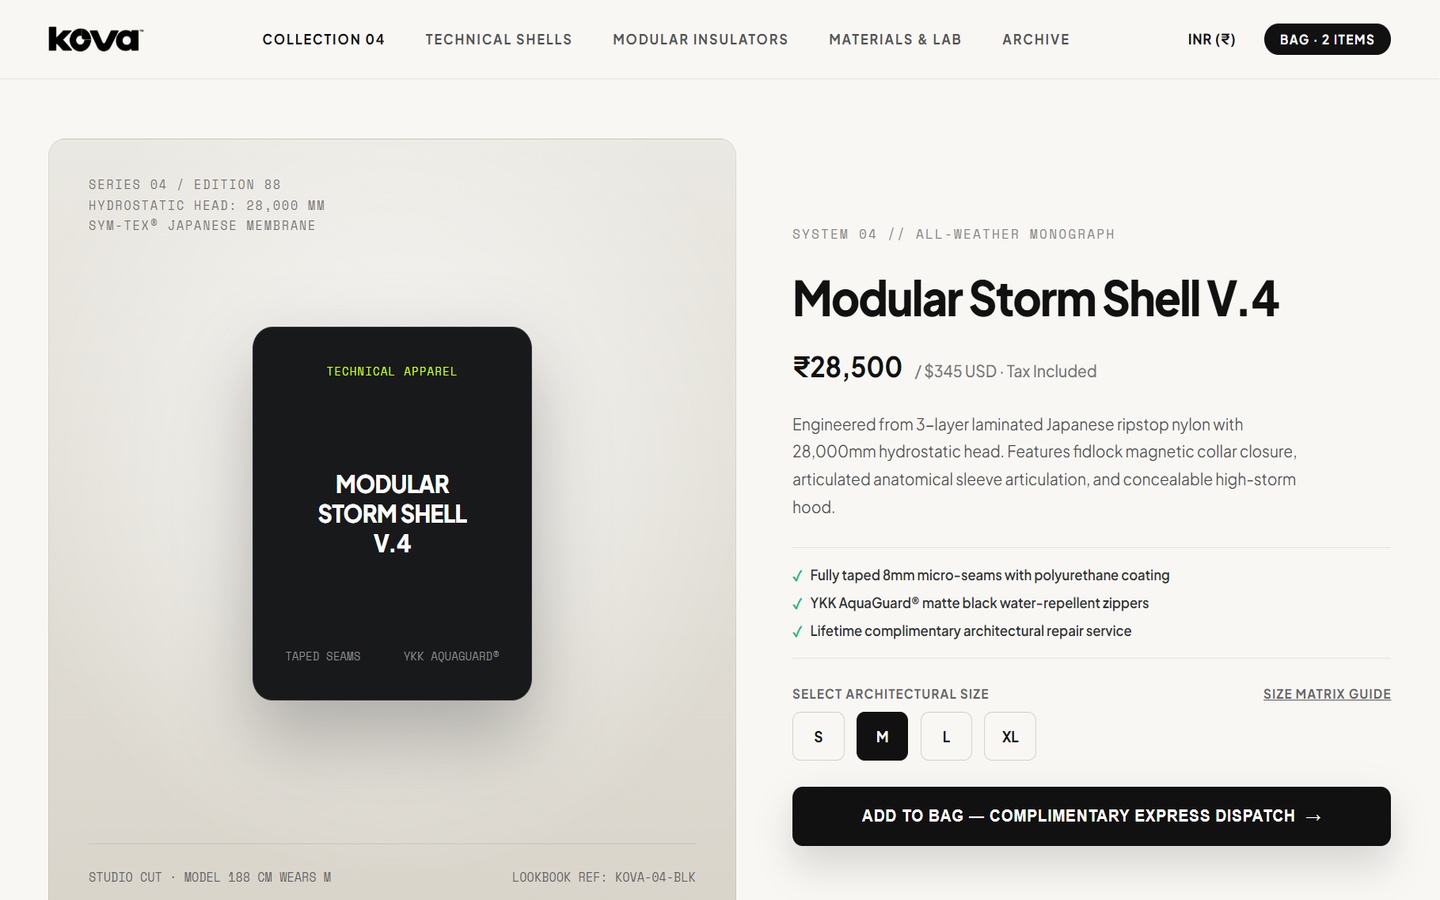 kova™
COLLECTION 04
TECHNICAL SHELLS
MODULAR INSULATORS
MATERIALS & LAB
ARCHIVE
INR (₹)
BAG · 2 ITEMS
SERIES 04 / EDITION 88
HYDROSTATIC HEAD: 28,000 MM
SYM-TEX® JAPANESE MEMBRANE
TECHNICAL APPAREL
MODULAR
STORM SHELL
V.4
TAPED SEAMS
YKK AQUAGUARD®
STUDIO CUT · MODEL 188 CM WEARS M
LOOKBOOK REF: KOVA-04-BLK
SYSTEM 04 // ALL-WEATHER MONOGRAPH
Modular Storm Shell V.4
₹28,500 / $345 USD · Tax Included
Engineered from 3-layer laminated Japanese ripstop nylon with
28,000mm hydrostatic head. Features fidlock magnetic collar closure,
articulated anatomical sleeve articulation, and concealable high-storm
hood.
✓ Fully taped 8mm micro-seams with polyurethane coating
✓ YKK AquaGuard® matte black water-repellent zippers
✓ Lifetime complimentary architectural repair service
SELECT ARCHITECTURAL SIZE
SIZE MATRIX GUIDE
S
M
L
XL
ADD TO BAG — COMPLIMENTARY EXPRESS DISPATCH →